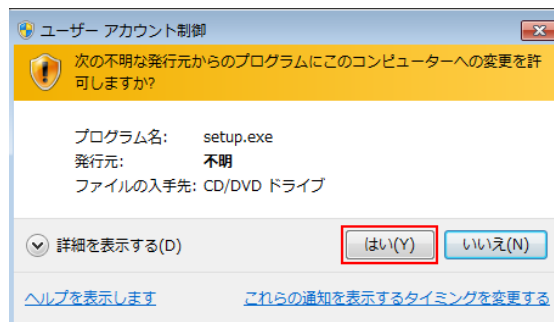 ユーザー アカウント制御
次の不明な発行元からのプログラムにこのコンピューターへの変更を許
可しますか?
プログラム名: setup.exe
発行元: 不明
ファイルの入手先: CD/DVD ドライブ
詳細を表示する(D) はい(Y) いいえ(N)
ヘルプを表示します これらの通知を表示するタイミングを変更する